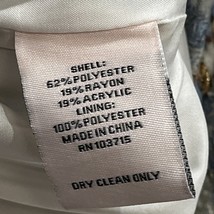 SHELL:
62% POLYESTER
19% RAYON
19% ACRYLIC
LINING:
100% POLYESTER
MADE IN CHINA
RN 103715
DRY CLEAN ONLY